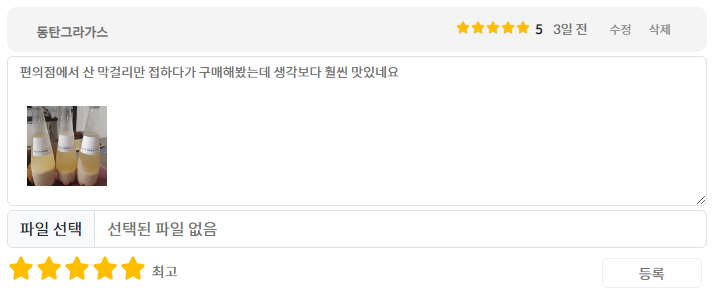 동탄그라가스 5 3일 전 수정 삭제
편의점에서 산 막걸리만 접하다가 구매해봤는데 생각보다 훨씬 맛있네요
파일 선택 선택된 파일 없음
최고 등록